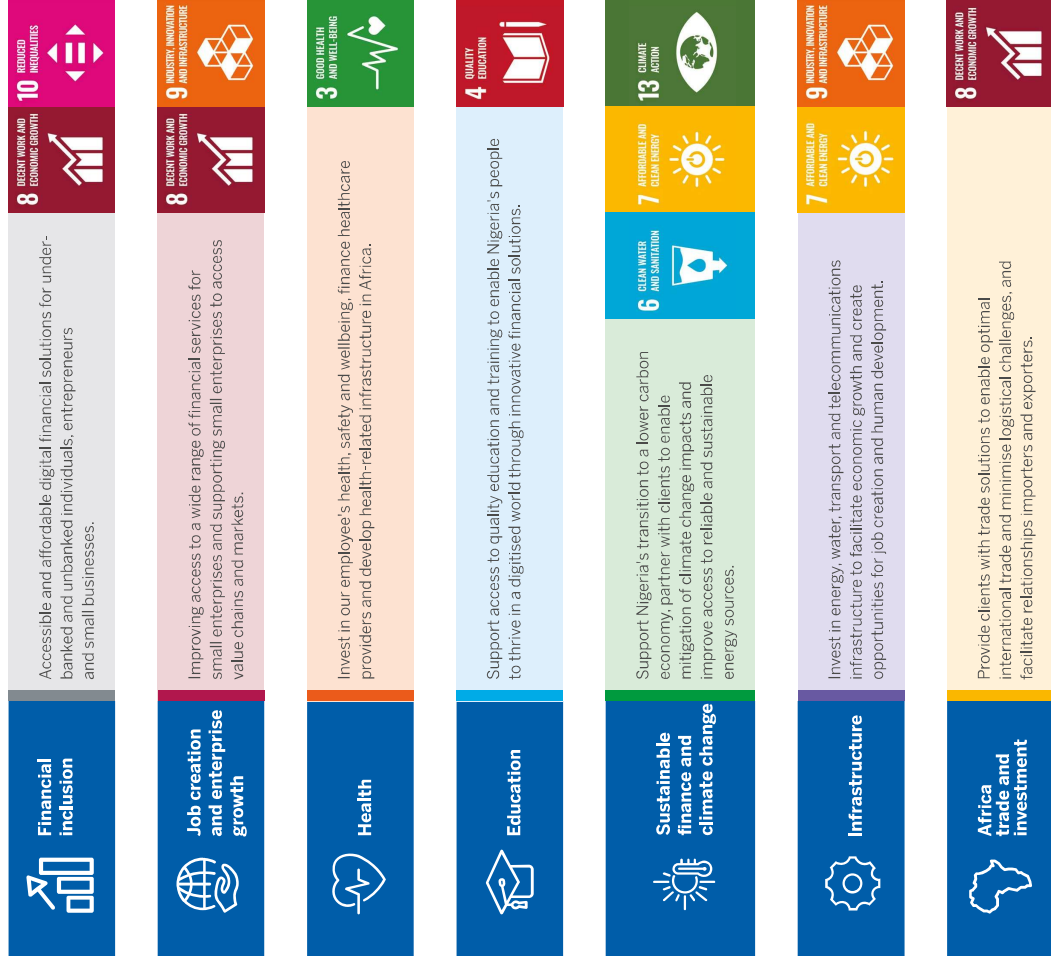 Financial
inclusion
Accessible and affordable digital financial solutions for under-
banked and unbanked individuals, entrepreneurs
and small businesses.
8 DECENT WORK AND
ECONOMIC GROWTH
10 REDUCED
INEQUALITIES
Job creation
and enterprise
growth
Improving access to a wide range of financial services for
small enterprises and supporting small enterprises to access
value chains and markets.
8 DECENT WORK AND
ECONOMIC GROWTH
9 INDUSTRY, INNOVATION
AND INFRASTRUCTURE
Health
Invest in our employee's health, safety and wellbeing, finance healthcare
providers and develop health-related infrastructure in Africa.
3 GOOD HEALTH
AND WELL-BEING
Education
Support access to quality education and training to enable Nigeria's people
to thrive in a digitised world through innovative financial solutions.
4 QUALITY
EDUCATION
Sustainable
finance and
climate change
Support Nigeria's transition to a lower carbon
economy, partner with clients to enable
mitigation of climate change impacts and
improve access to reliable and sustainable
energy sources.
6 CLEAN WATER
AND SANITATION
7 AFFORDABLE AND
CLEAN ENERGY
13 CLIMATE
ACTION
Infrastructure
Invest in energy, water, transport and telecommunications
infrastructure to facilitate economic growth and create
opportunities for job creation and human development.
7 AFFORDABLE AND
CLEAN ENERGY
9 INDUSTRY, INNOVATION
AND INFRASTRUCTURE
Africa
trade and
investment
Provide clients with trade solutions to enable optimal
international trade and minimise logistical challenges, and
facilitate relationships importers and exporters.
8 DECENT WORK AND
ECONOMIC GROWTH